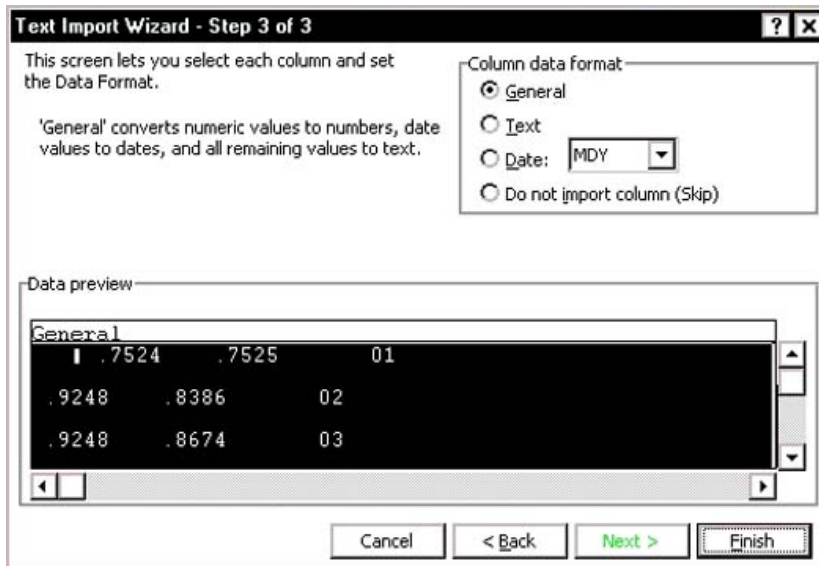 Text Import Wizard - Step 3 of 3
? X
This screen lets you select each column and set
the Data Format.
'General' converts numeric values to numbers, date
values to dates, and all remaining values to text.
Column data format
General
Text
Date: MDY
Do not import column (Skip)
Data preview
General
.7524 .7525 01
.9248 .8386 02
.9248 .8674 03
Cancel < Back Next > Finish